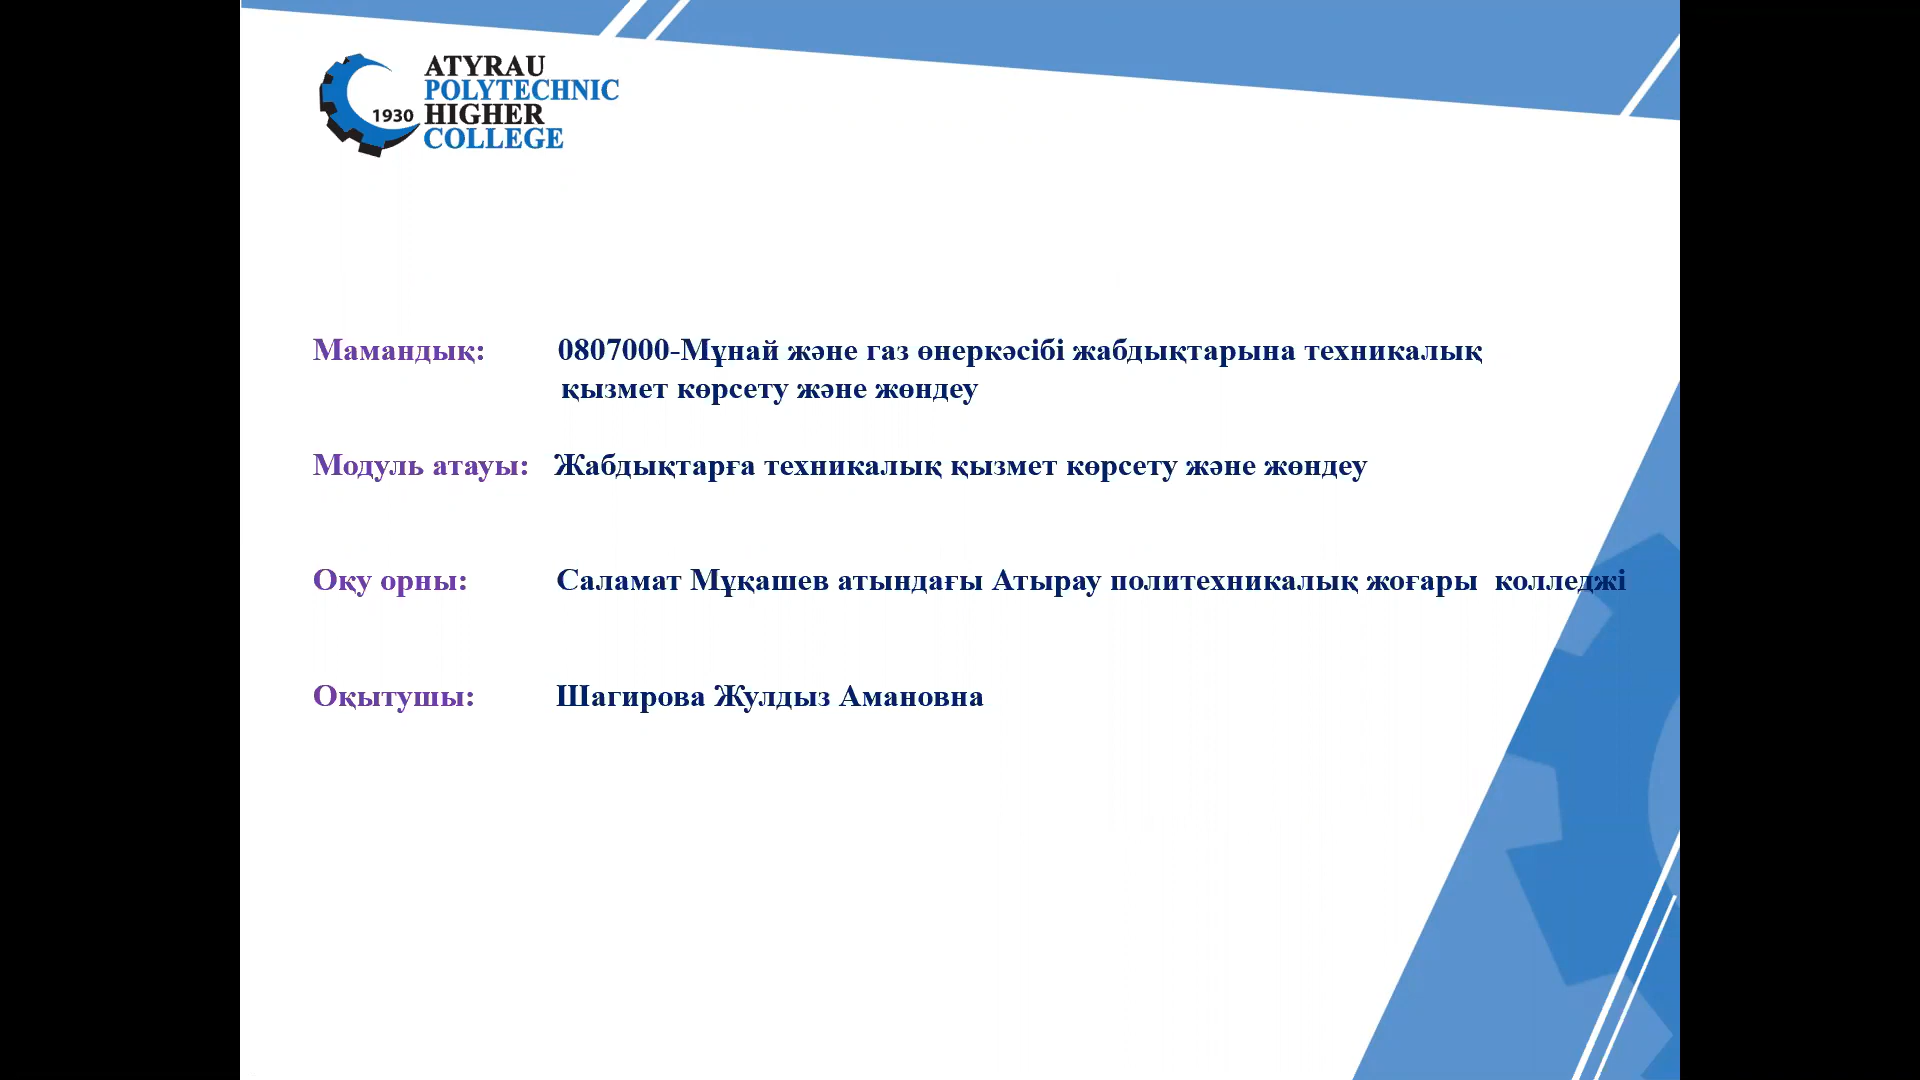 ATYRAU
POLYTECHNIC
1930 HIGHER
COLLEGE
Мамандық: 0807000-Мұнай және газ өнеркәсібі жабдықтарына техникалық
қызмет көрсету және жөндеу
Модуль атауы: Жабдықтарға техникалық қызмет көрсету және жөндеу
Оқу орны: Саламат Мұқашев атындағы Атырау политехникалық жоғары колледжі
Оқытушы: Шагирова Жулдыз Амановна